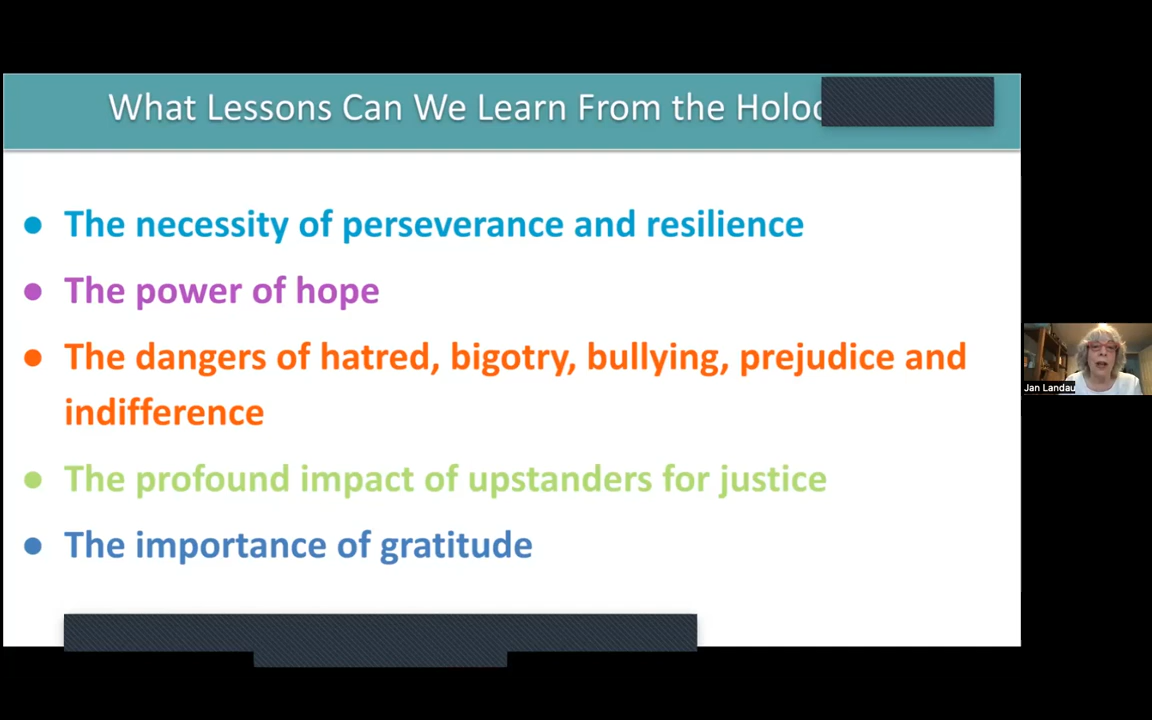 What Lessons Can We Learn From the
● The necessity of perseverance and resilience
● The power of hope
● The dangers of hatred, bigotry, bullying, prejudice and
indifference
● The profound impact of upstanders for justice
● The importance of gratitude
Jan Landau